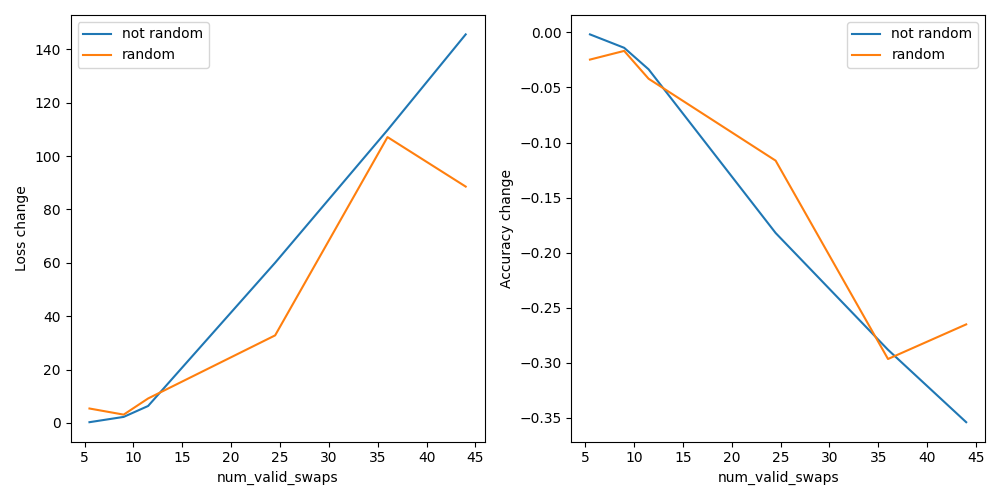 not random
random
140
120
100
80
60
40
20
0
Loss change
5 10 15 20 25 30 35 40 45
num_valid_swaps
not random
random
0.00
−0.05
−0.10
−0.15
−0.20
−0.25
−0.30
−0.35
Accuracy change
5 10 15 20 25 30 35 40 45
num_valid_swaps